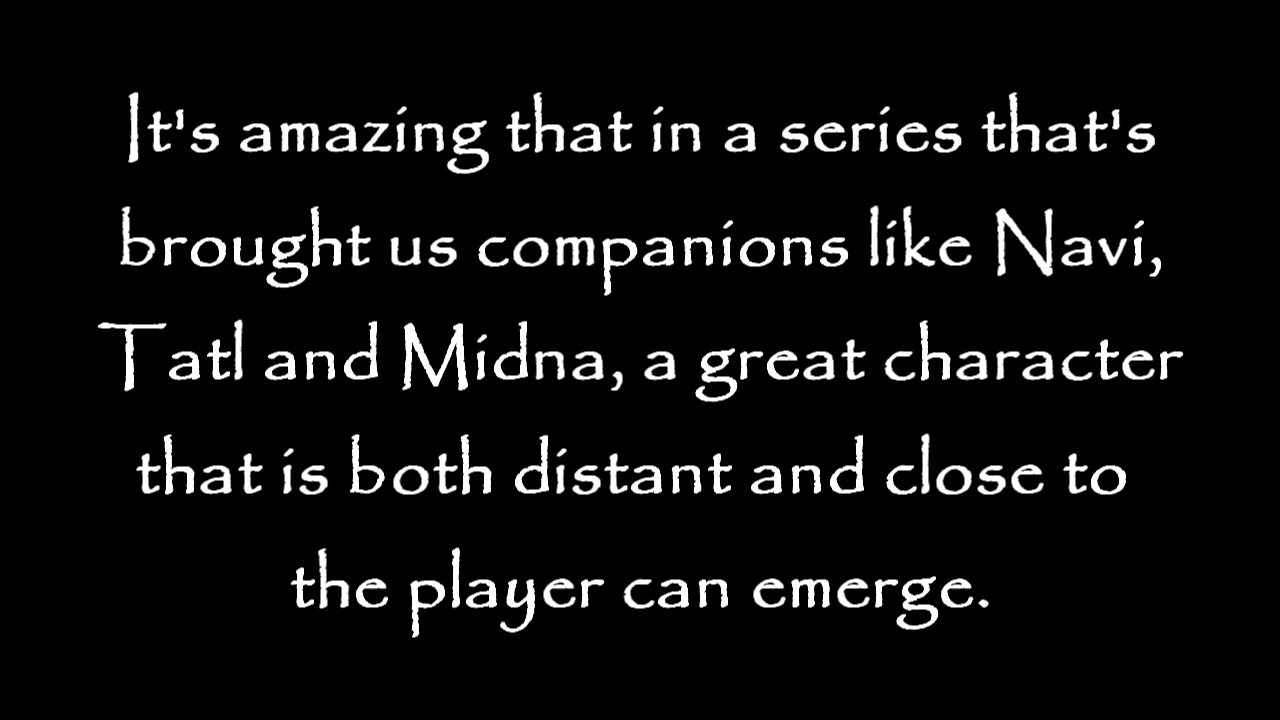 It's amazing that in a series that's
brought us companions like Navi,
Tatl and Midna, a great character
that is both distant and close to
the player can emerge.